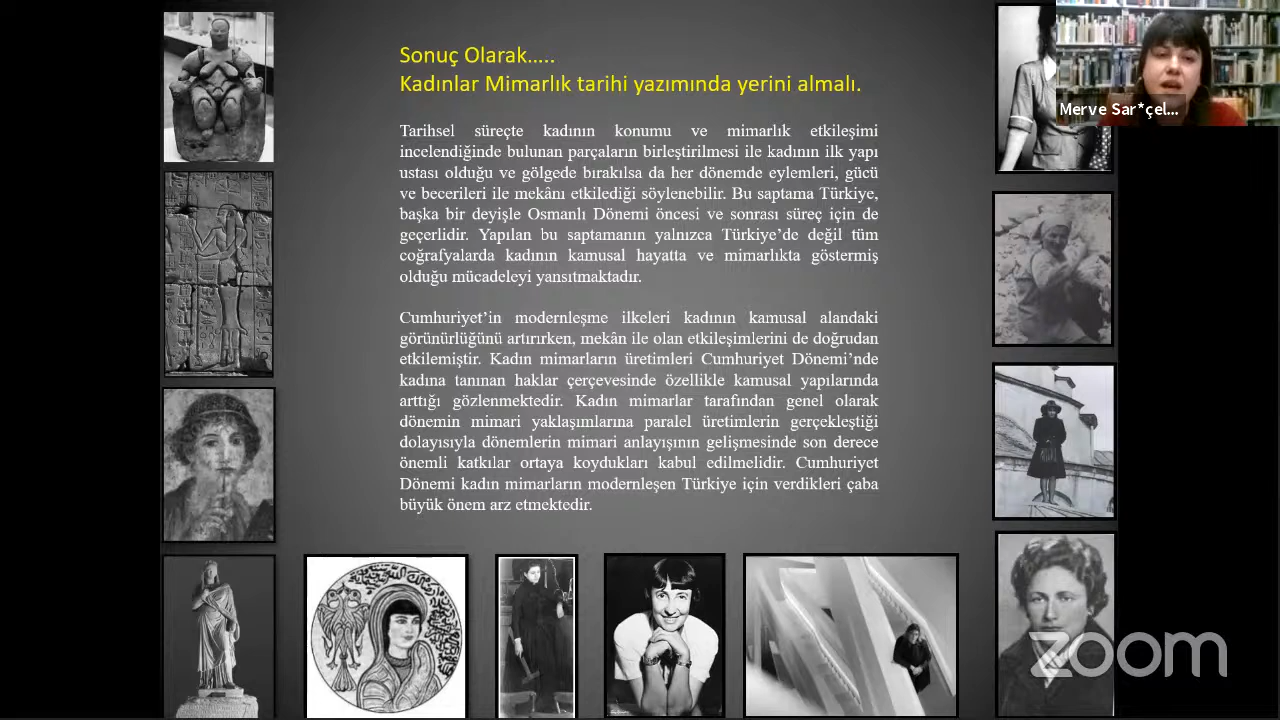 Sonuç Olarak.....
Kadınlar Mimarlık tarihi yazımında yerini almalı.
Tarihsel süreçte kadının konumu ve mimarlık etkileşimi
incelendiğinde bulunan parçaların birleştirilmesi ile kadının ilk yapı
ustası olduğu ve gölgede bırakılsa da her dönemde eylemleri, gücü
ve becerileri ile mekânı etkilediği söylenebilir. Bu saptama Türkiye,
başka bir deyişle Osmanlı Dönemi öncesi ve sonrası süreç için de
geçerlidir. Yapılan bu saptamanın yalnızca Türkiye’de değil tüm
coğrafyalarda kadının kamusal hayatta ve mimarlıkta göstermiş
olduğu mücadeleyi yansıtmaktadır.
Cumhuriyet’in modernleşme ilkeleri kadının kamusal alandaki
görünürlüğünü artırırken, mekân ile olan etkileşimlerini de doğrudan
etkilemiştir. Kadın mimarların üretimleri Cumhuriyet Dönemi’nde
kadına tanınan haklar çerçevesinde özellikle kamusal yapılarında
arttığı gözlenmektedir. Kadın mimarlar tarafından genel olarak
dönemin mimari yaklaşımlarına paralel üretimlerin gerçekleştiği
dolayısıyla dönemlerin mimari anlayışının gelişmesinde son derece
önemli katkılar ortaya koydukları kabul edilmelidir. Cumhuriyet
Dönemi kadın mimarların modernleşen Türkiye için verdikleri çaba
büyük önem arz etmektedir.
Merve Sar*çel...
zoom